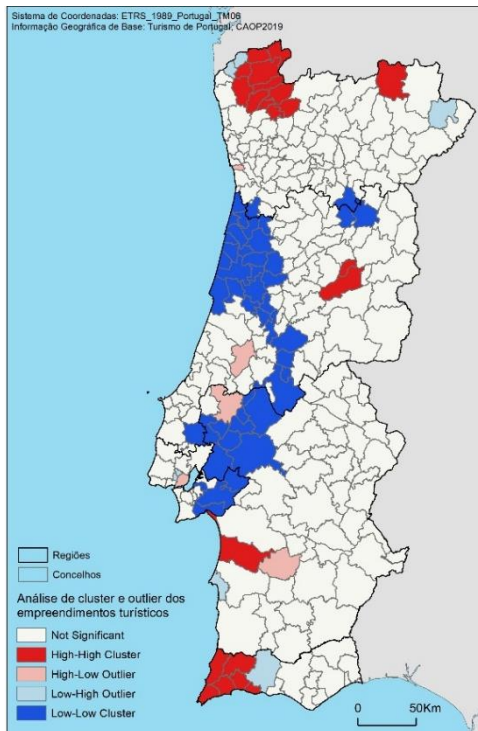 Sistema de Coordenadas: ETRS_1989_Portugal_TM06
Informação Geográfica de Base: Turismo de Portugal; CAOP2019
Regiões
Concelhos
Análise de cluster e outlier dos
empreendimentos turísticos
Not Significant
High-High Cluster
High-Low Outlier
Low-High Outlier
Low-Low Cluster
0 50Km